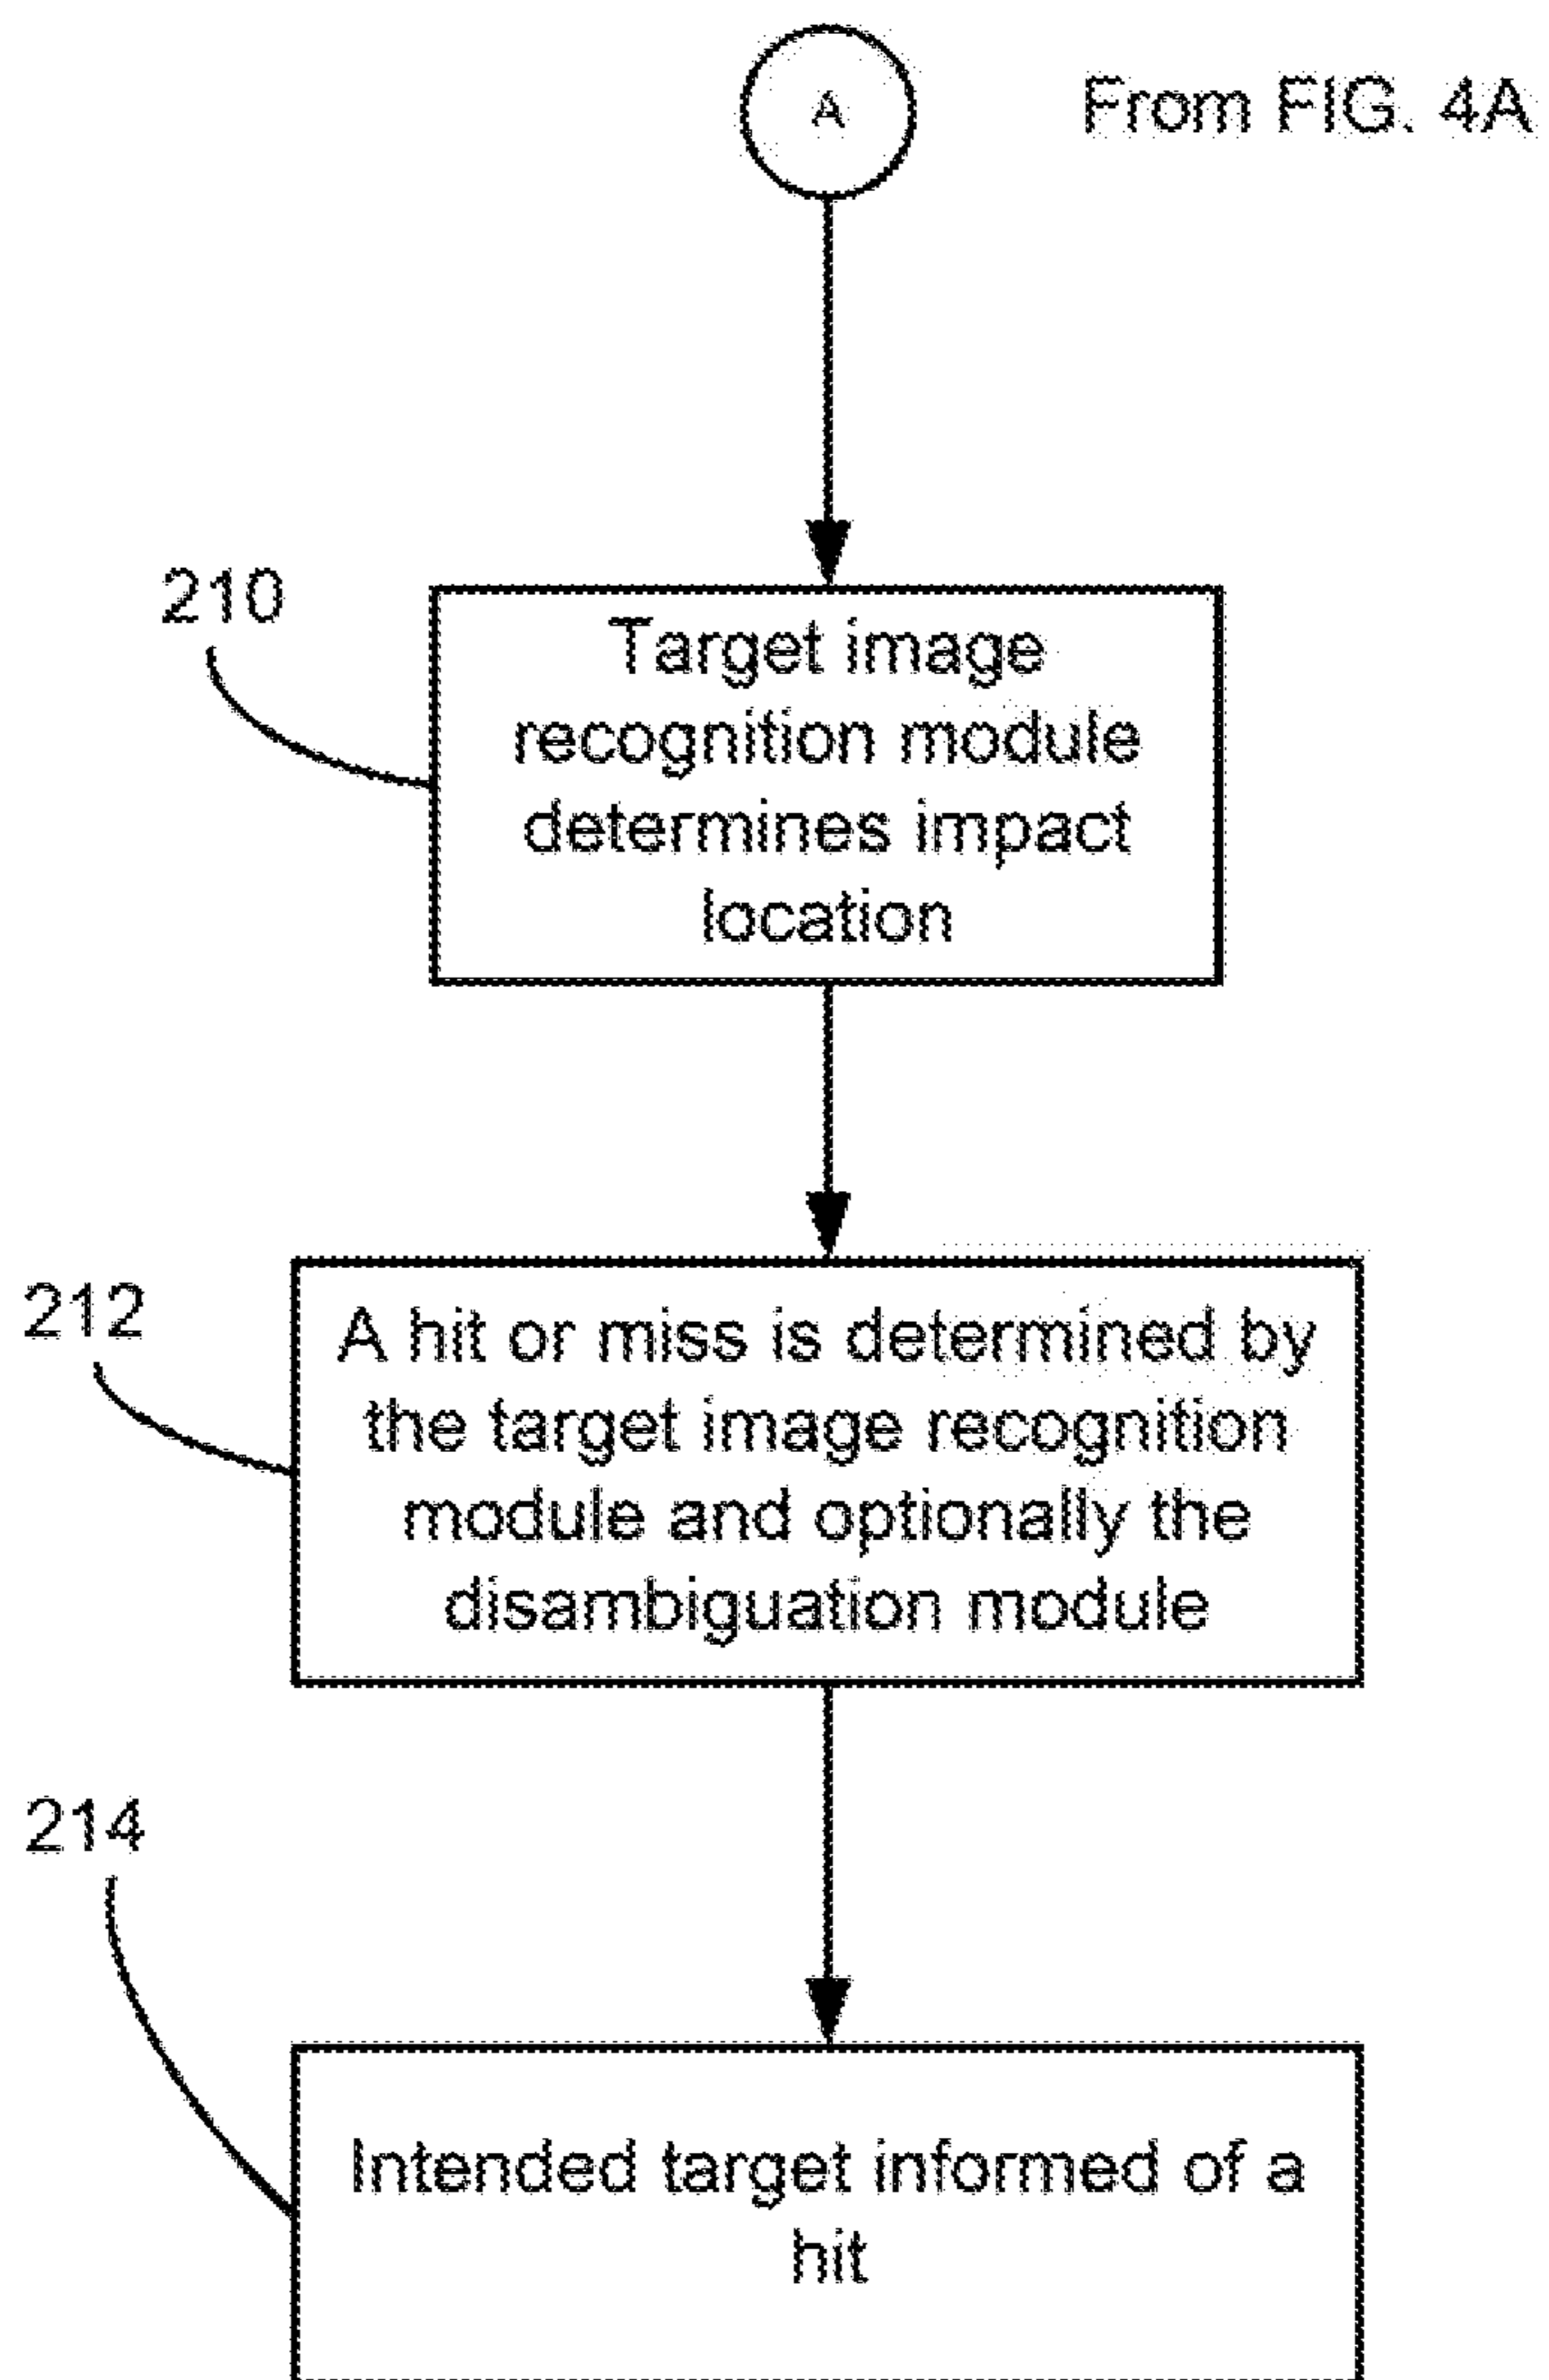 A
From FIG. 4A
210
Target image
recognition module
determines impact
location
212
A hit or miss is determined by
the target image recognition
module and optionally the
disambiguation module
214
Intended target informed of a
hit